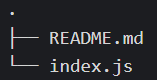 .
├── README.md
└── index.js